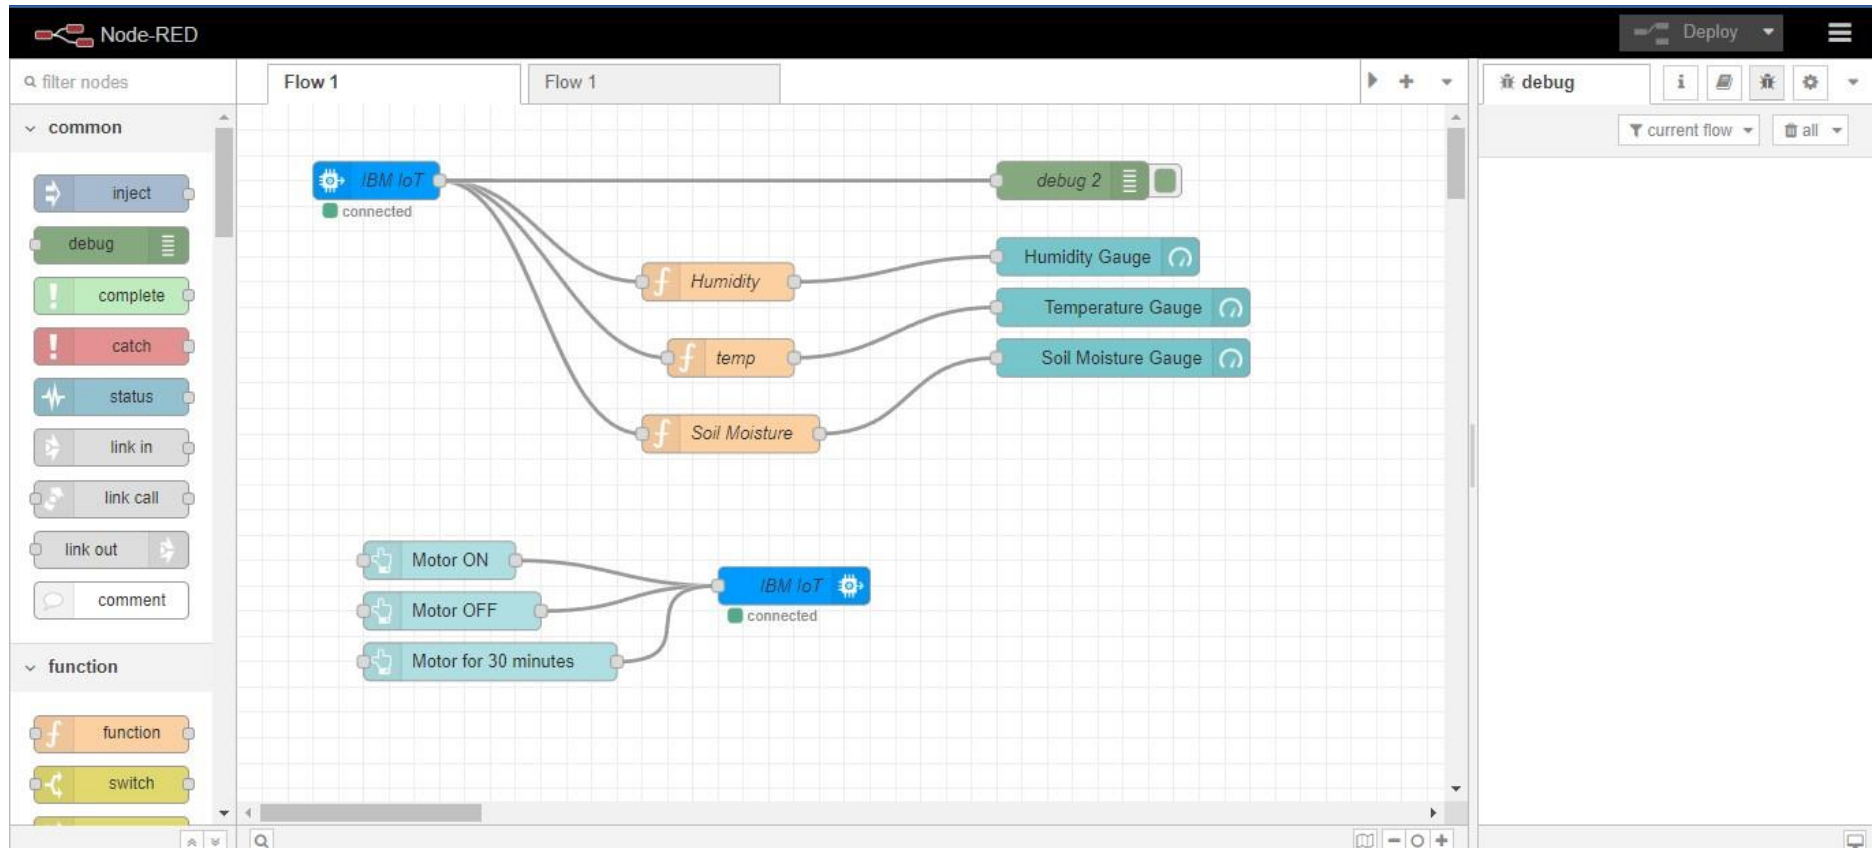 Node-RED
Deploy
filter nodes
Flow 1
Flow 1
debug
i
common
current flow
all
inject
IBM IoT
debug 2
connected
debug
Humidity Gauge
Humidity
complete
Temperature Gauge
catch
temp
Soil Moisture Gauge
status
Soil Moisture
link in
link call
link out
Motor ON
IBM IoT
comment
Motor OFF
connected
Motor for 30 minutes
function
function
switch